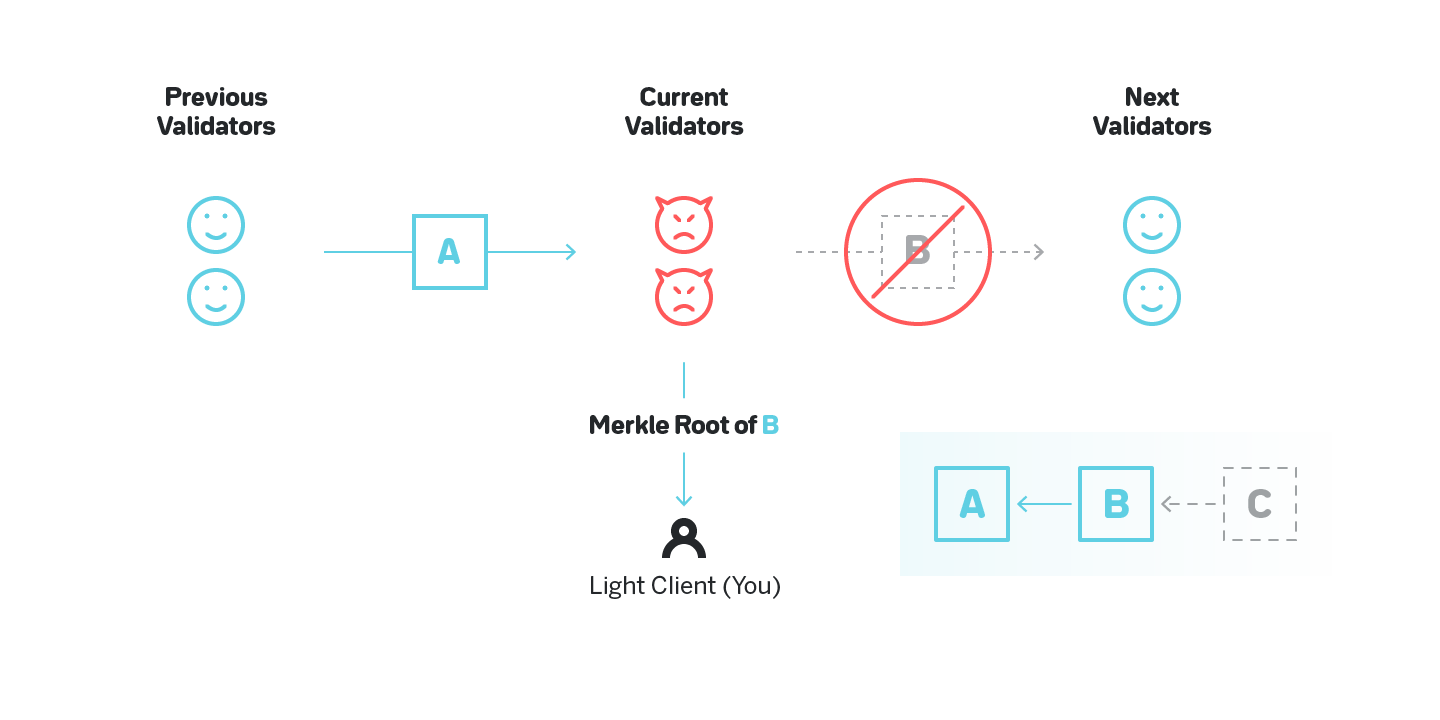 Previous
Validators
Current
Validators
Next
Validators
A
B
Merkle Root of B
A
B
C
Light Client (You)